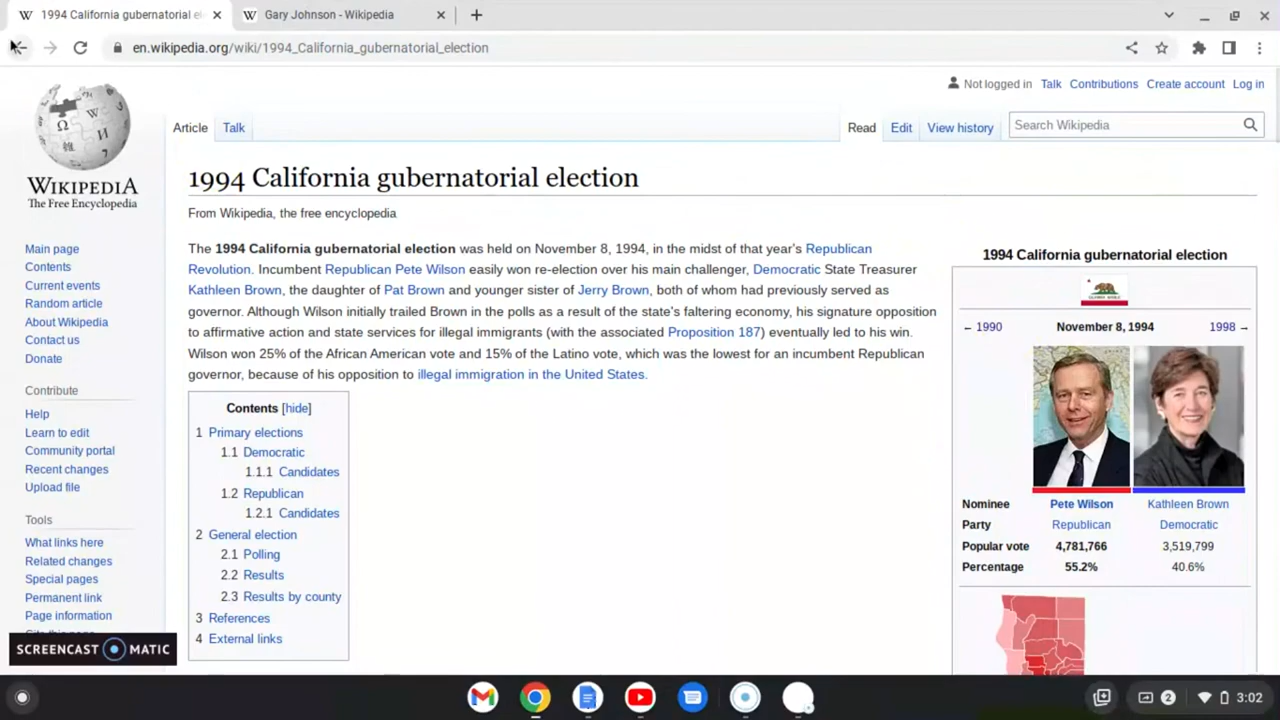 1994 California gubernatorial el
Gary Johnson - Wikipedia
en.wikipedia.org/wiki/1994_California_gubernatorial_election
Not logged in Talk Contributions Create account Log in
Article Talk Read Edit View history Search Wikipedia
WIKIPEDIA
The Free Encyclopedia
Main page
Contents
Current events
Random article
About Wikipedia
Contact us
Donate
Contribute
Help
Learn to edit
Community portal
Recent changes
Upload file
Tools
What links here
Related changes
Special pages
Permanent link
Page information
1994 California gubernatorial election
From Wikipedia, the free encyclopedia
The 1994 California gubernatorial election was held on November 8, 1994, in the midst of that year's Republican
Revolution. Incumbent Republican Pete Wilson easily won re-election over his main challenger, Democratic State Treasurer
Kathleen Brown, the daughter of Pat Brown and younger sister of Jerry Brown, both of whom had previously served as
governor. Although Wilson initially trailed Brown in the polls as a result of the state's faltering economy, his signature opposition
to affirmative action and state services for illegal immigrants (with the associated Proposition 187) eventually led to his win.
Wilson won 25% of the African American vote and 15% of the Latino vote, which was the lowest for an incumbent Republican
governor, because of his opposition to illegal immigration in the United States.
Contents [hide]
1 Primary elections
1.1 Democratic
1.1.1 Candidates
1.2 Republican
1.2.1 Candidates
2 General election
2.1 Polling
2.2 Results
2.3 Results by county
3 References
4 External links
1994 California gubernatorial election
← 1990 November 8, 1994 1998 →
Nominee Pete Wilson Kathleen Brown
Party Republican Democratic
Popular vote 4,781,766 3,519,799
Percentage 55.2% 40.6%
SCREENCAST MATIC
2 3:02